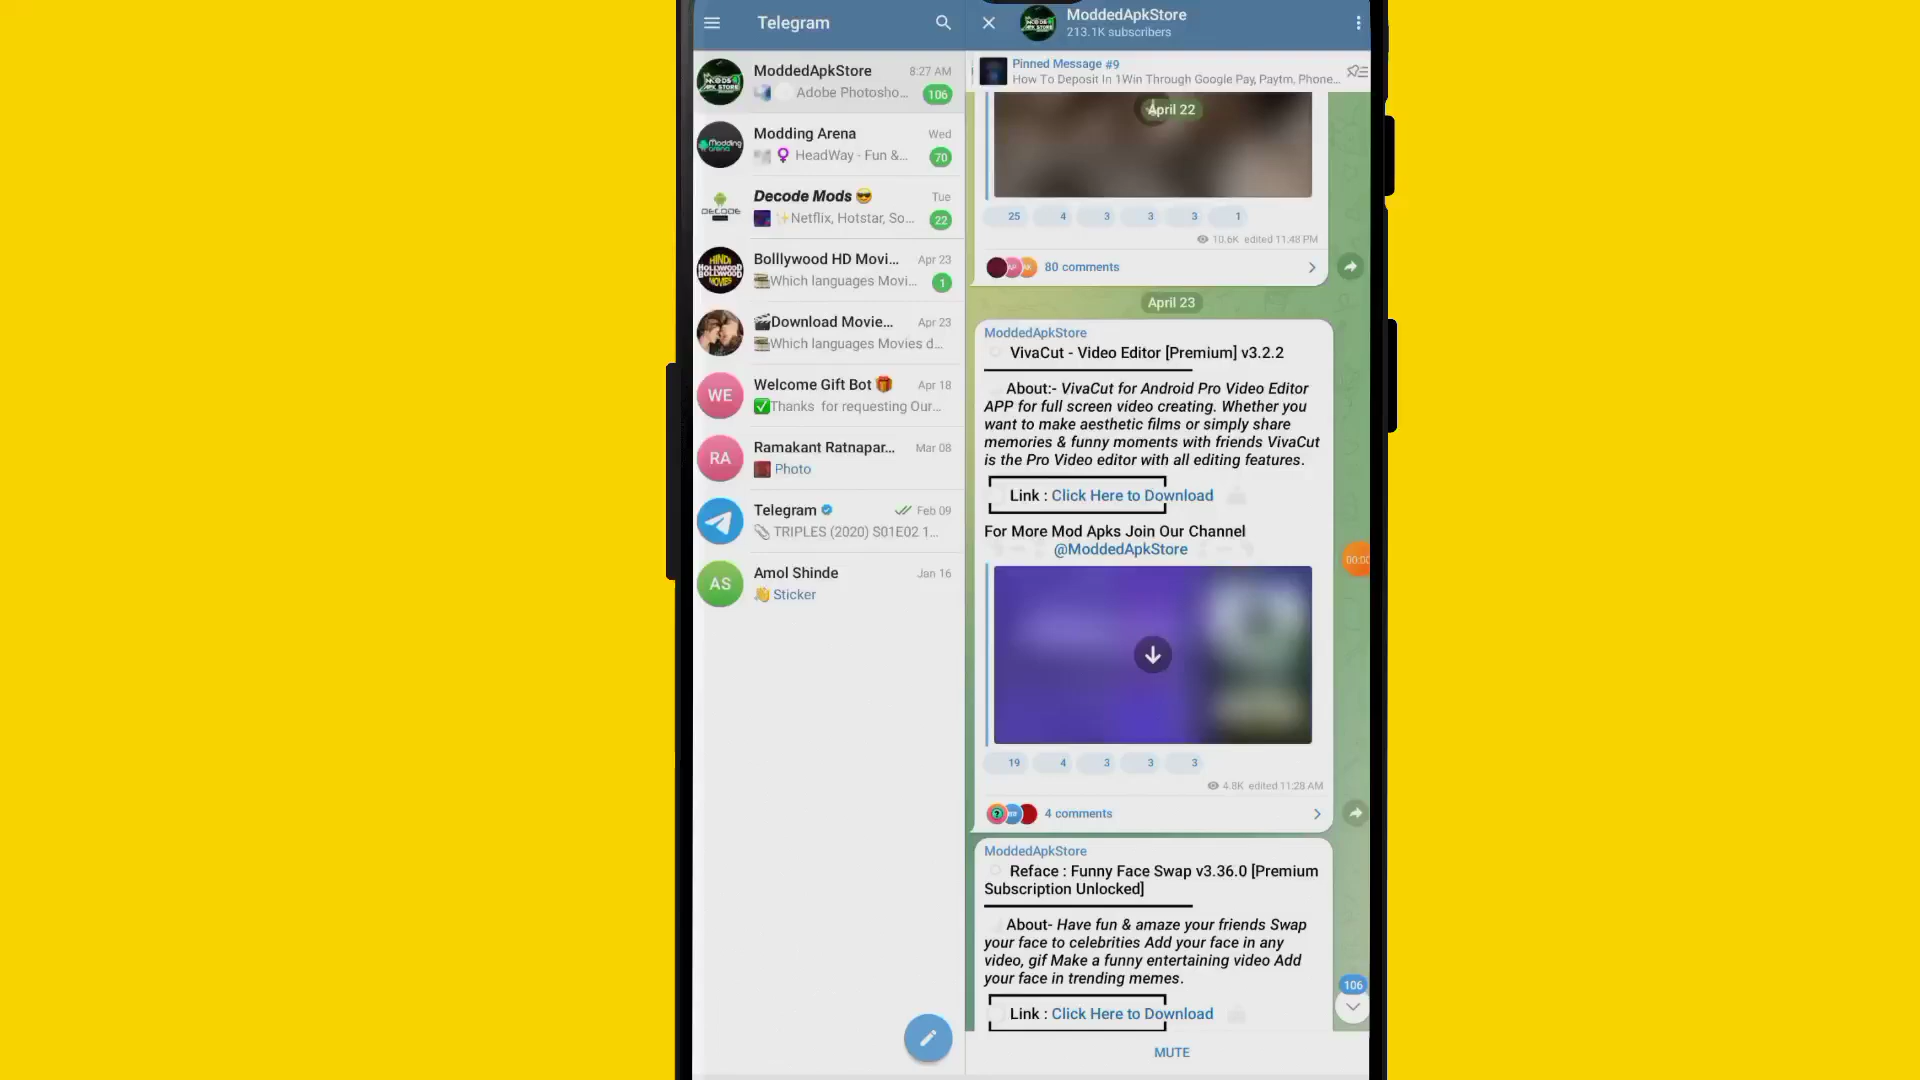 Telegram
ModdedApkStore
8:27 AM
Adobe Photosho...
106
Modding Arena
Wed
♀ HeadWay - Fun &...
70
Decode Mods 😎
Tue
✨Netflix, Hotstar, So...
22
Bolllywood HD Movi...
Apr 23
Which languages Movi...
1
🎬Download Movie...
Apr 23
Which languages Movies d...
WE
Welcome Gift Bot 🎁
Apr 18
✅Thanks for requesting Our...
RA
Ramakant Ratnapar...
Mar 08
Photo
Telegram
Feb 09
📎 TRIPLES (2020) S01E02 1...
AS
Amol Shinde
Jan 16
👋 Sticker
ModdedApkStore
213.1K subscribers
Pinned Message #9
How To Deposit In 1Win Through Google Pay, Paytm, Phone...
April 22
25 4 3 3 3 1
10.6K edited 11:48 PM
80 comments
April 23
ModdedApkStore
VivaCut - Video Editor [Premium] v3.2.2
About:- VivaCut for Android Pro Video Editor
APP for full screen video creating. Whether you
want to make aesthetic films or simply share
memories & funny moments with friends VivaCut
is the Pro Video editor with all editing features.
Link : Click Here to Download
For More Mod Apks Join Our Channel
@ModdedApkStore
00:00
19 4 3 3 3
4.8K edited 11:28 AM
4 comments
ModdedApkStore
Reface : Funny Face Swap v3.36.0 [Premium
Subscription Unlocked]
About- Have fun & amaze your friends Swap
your face to celebrities Add your face in any
video, gif Make a funny entertaining video Add
your face in trending memes.
106
Link : Click Here to Download
MUTE